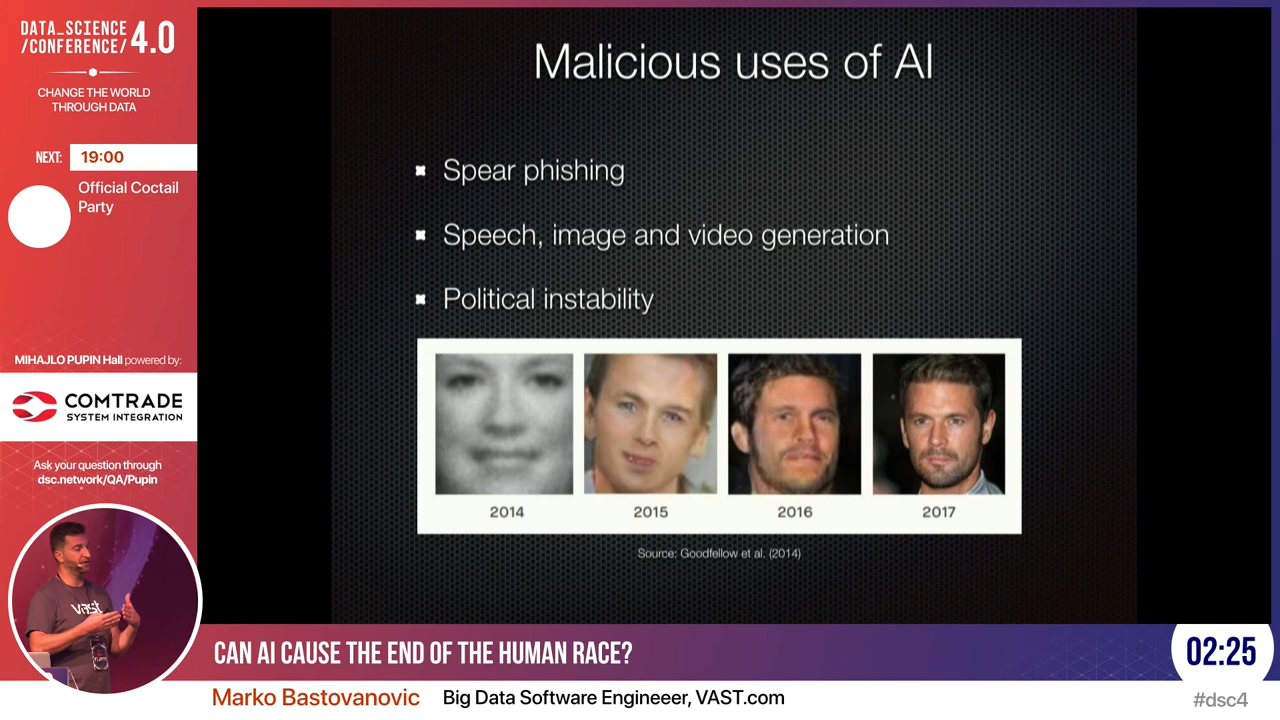 DATA_SCIENCE
/CONFERENCE/ 4.0
CHANGE THE WORLD
THROUGH DATA
NEXT: 19:00
Official Coctail
Party
MIHAJLO PUPIN Hall powered by:
COMTRADE
SYSTEM INTEGRATION
Ask your question through
dsc.network/QA/Pupin
vast
Malicious uses of AI
Spear phishing
Speech, image and video generation
Political instability
2014 2015 2016 2017
Source: Goodfellow et al. (2014)
CAN AI CAUSE THE END OF THE HUMAN RACE?
02:25
Marko Bastovanovic Big Data Software Engineeer, VAST.com
#dsc4